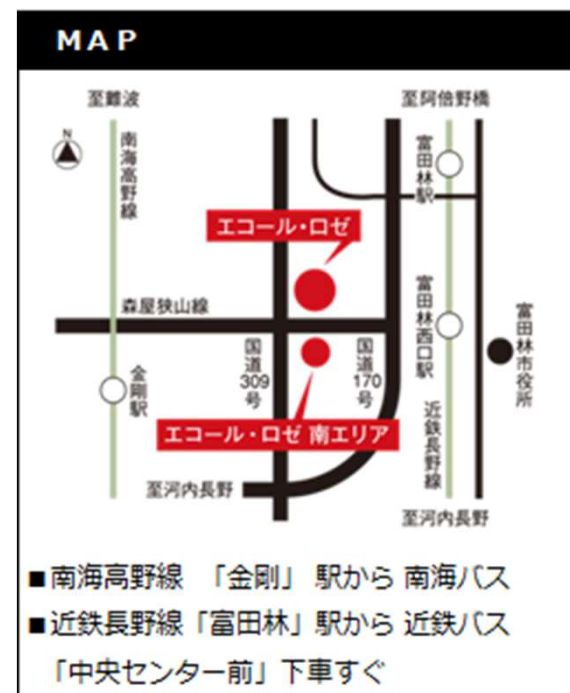 MAP
至難波
至阿倍野橋
N
南海高野線
富田林駅
エコール・ロゼ
森屋狭山線
富田林西口駅
富田林市役所
国道309号
国道170号
金剛駅
エコール・ロゼ 南エリア
近鉄長野線
至河内長野
至河内長野
■南海高野線 「金剛」 駅から 南海バス
■近鉄長野線「富田林」駅から 近鉄バス
「中央センター前」下車すぐ